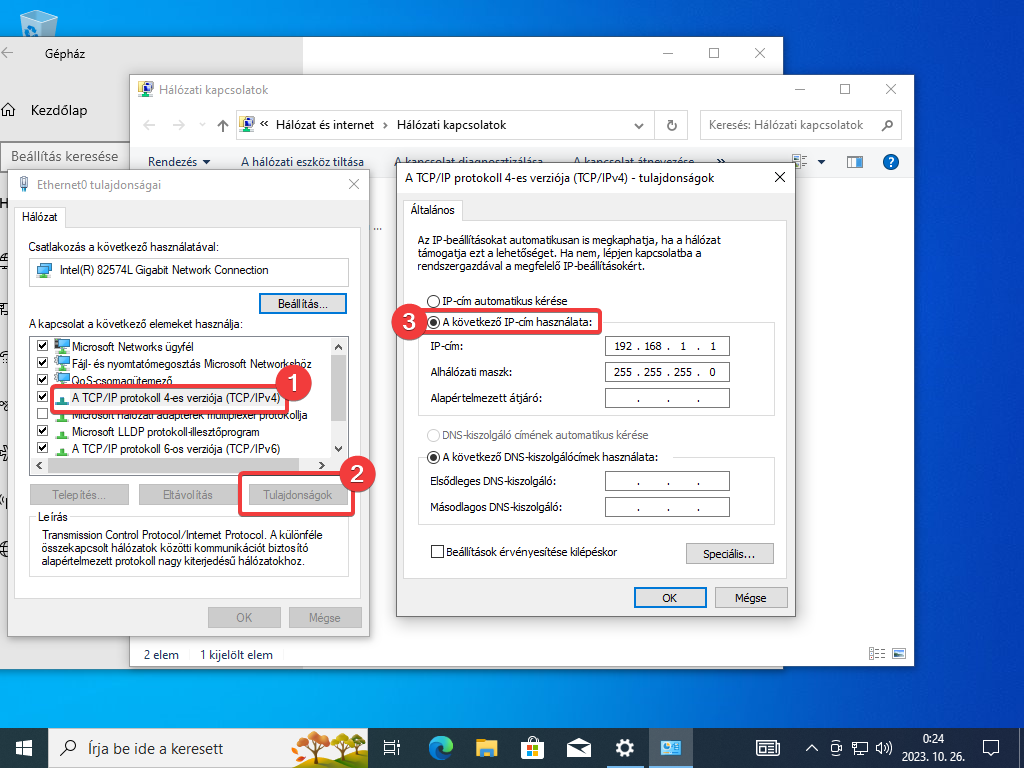 Gépház
Kezdőlap
Beállítás keresése
Hálózati kapcsolatok
« Hálózat és internet › Hálózati kapcsolatok
Keresés: Hálózati kapcsolatok
Rendezés
A hálózati eszköz tiltása
A kapcsolat diagnosztizálása
A kapcsolat átnevezése
»
...
2 elem
1 kijelölt elem
Ethernet0 tulajdonságai
Hálózat
Csatlakozás a következő használatával:
Intel(R) 82574L Gigabit Network Connection
Beállítás...
A kapcsolat a következő elemeket használja:
Microsoft Networks ügyfél
Fájl- és nyomtatómegosztás Microsoft Networkshöz
QoS-csomagütemező
1
A TCP/IP protokoll 4-es verziója (TCP/IPv4)
Microsoft hálózati adapterek multiplexer protokollja
Microsoft LLDP protokoll-illesztőprogram
A TCP/IP protokoll 6-os verziója (TCP/IPv6)
2
Telepítés...
Eltávolítás
Tulajdonságok
Leírás
Transmission Control Protocol/Internet Protocol. A különféle
összekapcsolt hálózatok közötti kommunikációt biztosító
alapértelmezett protokoll nagy kiterjedésű hálózatokhoz.
OK
Mégse
A TCP/IP protokoll 4-es verziója (TCP/IPv4) - tulajdonságok
Általános
Az IP-beállításokat automatikusan is megkaphatja, ha a hálózat
támogatja ezt a lehetőséget. Ha nem, lépjen kapcsolatba a
rendszergazdával a megfelelő IP-beállításokért.
IP-cím automatikus kérése
3
A következő IP-cím használata:
IP-cím:
192 . 168 . 1 . 1
Alhálózati maszk:
255 . 255 . 255 . 0
Alapértelmezett átjáró:
. . .
DNS-kiszolgáló címének automatikus kérése
A következő DNS-kiszolgálócímek használata:
Elsődleges DNS-kiszolgáló:
. . .
Másodlagos DNS-kiszolgáló:
. . .
Beállítások érvényesítése kilépéskor
Speciális...
OK
Mégse
Írja be ide a keresett
0:24
2023. 10. 26.